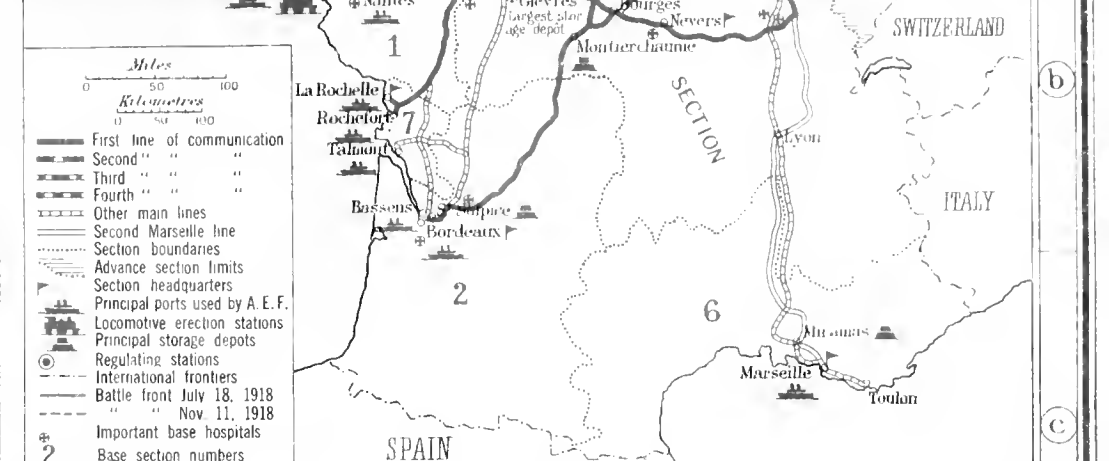 Nantes
Gièvres
largest stor
age depot
Bourges
Nevers
Montierchaume
SWITZERLAND
1
b
Miles
0 50 100
Kilometres
0 50 100
La Rochelle
Rochefort
7
Talmont
SECTION
Lyon
ITALY
First line of communication
Second " " "
Third " " "
Fourth " " "
Other main lines
Second Marseille line
Section boundaries
Advance section limits
Section headquarters
Principal ports used by A.E.F.
Locomotive erection stations
Principal storage depots
Regulating stations
International frontiers
Battle front July 18, 1918
" " Nov. 11, 1918
Important base hospitals
2 Base section numbers
Bassens
St Sulpice
Bordeaux
2
6
Miramas
Marseille
Toulon
SPAIN
c